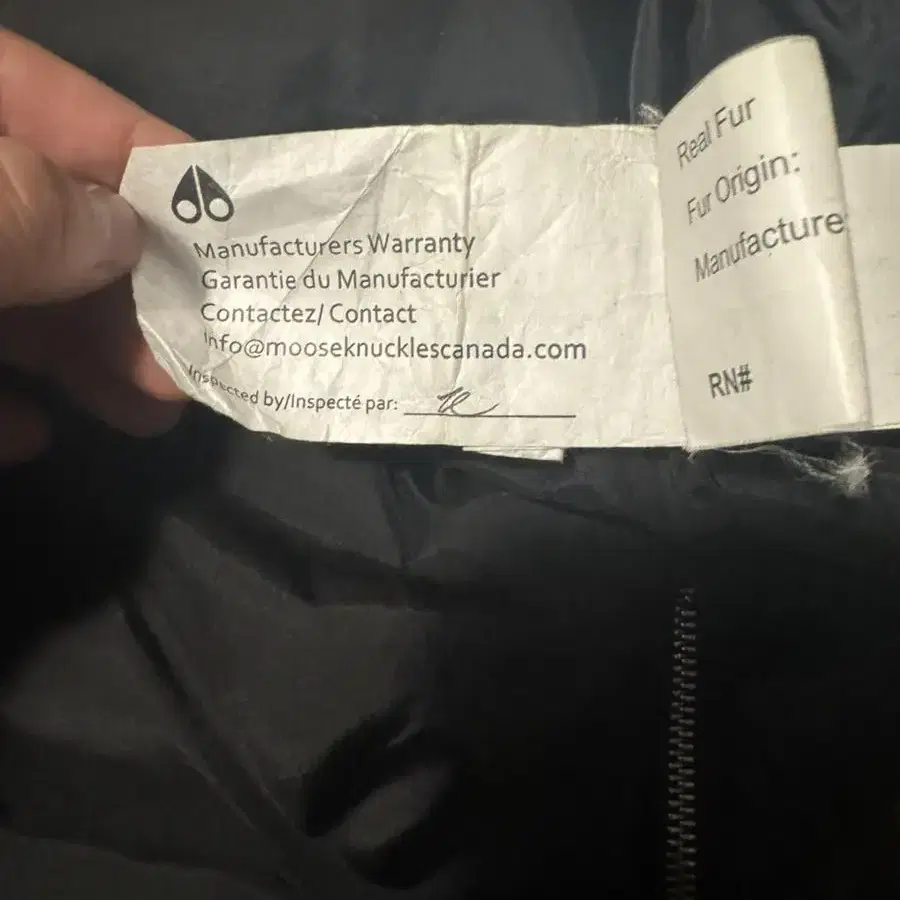 Manufacturers Warranty
Garantie du Manufacturier
Contactez/ Contact
Info@mooseknucklescanada.com
Inspected by/Inspecté par:
Real Fur
Fur Origin:
Manufacture
RN#